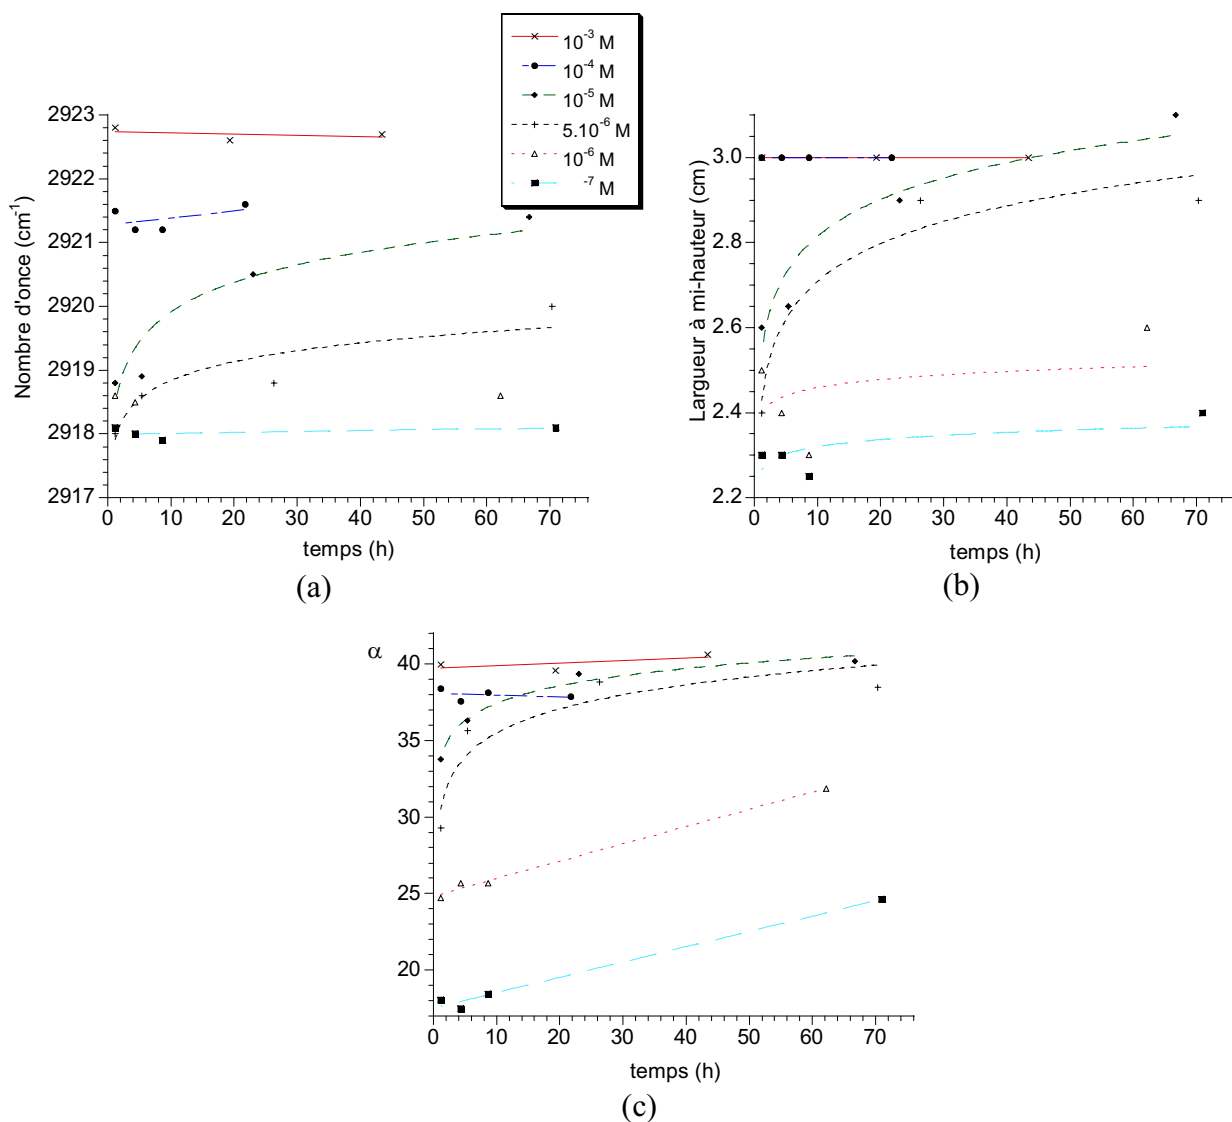 10⁻³ M
10⁻⁴ M
10⁻⁵ M
5.10⁻⁶ M
10⁻⁶ M
⁻⁷ M
Nombre d'once (cm⁻¹)
2923
2922
2921
2920
2919
2918
2917
0 10 20 30 40 50 60 70
temps (h)
(a)
Largueur à mi-hauteur (cm)
3.0
2.8
2.6
2.4
2.2
0 10 20 30 40 50 60 70
temps (h)
(b)
α
40
35
30
25
20
0 10 20 30 40 50 60 70
temps (h)
(c)